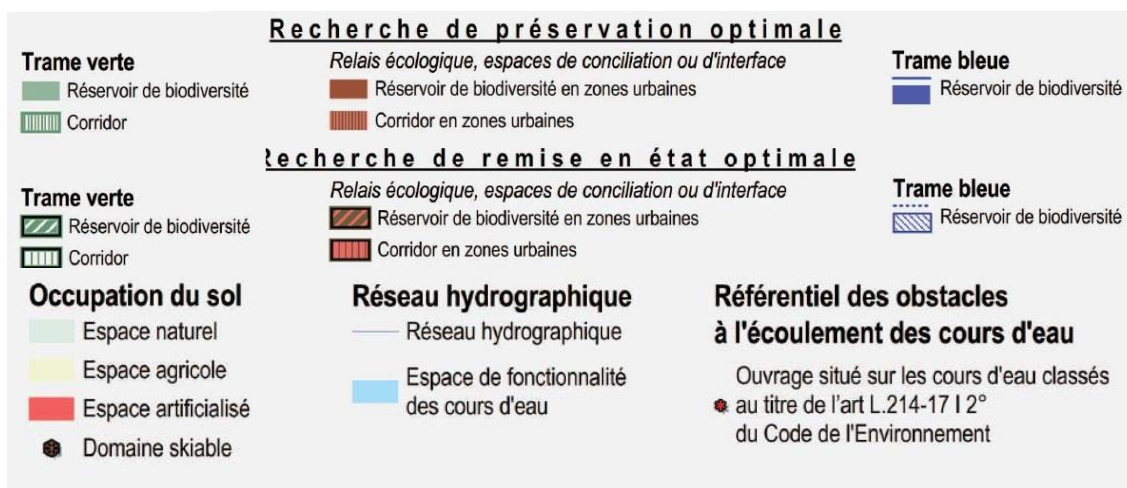 Recherche de préservation optimale
Trame verte
Réservoir de biodiversité
Corridor
Relais écologique, espaces de conciliation ou d'interface
Réservoir de biodiversité en zones urbaines
Corridor en zones urbaines
Trame bleue
Réservoir de biodiversité
Recherche de remise en état optimale
Trame verte
Réservoir de biodiversité
Corridor
Relais écologique, espaces de conciliation ou d'interface
Réservoir de biodiversité en zones urbaines
Corridor en zones urbaines
Trame bleue
Réservoir de biodiversité
Occupation du sol
Espace naturel
Espace agricole
Espace artificialisé
Domaine skiable
Réseau hydrographique
Réseau hydrographique
Espace de fonctionnalité
des cours d'eau
Référentiel des obstacles
à l'écoulement des cours d'eau
Ouvrage situé sur les cours d'eau classés
au titre de l'art L.214-17 I 2°
du Code de l'Environnement